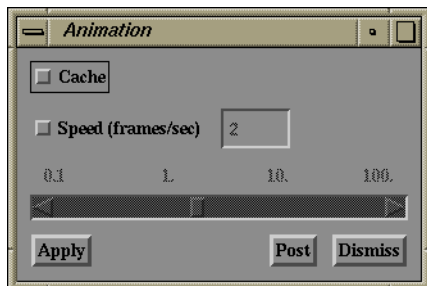 Animation
Cache
Speed (frames/sec) 2
0.1 1. 10. 100.
Apply Post Dismiss